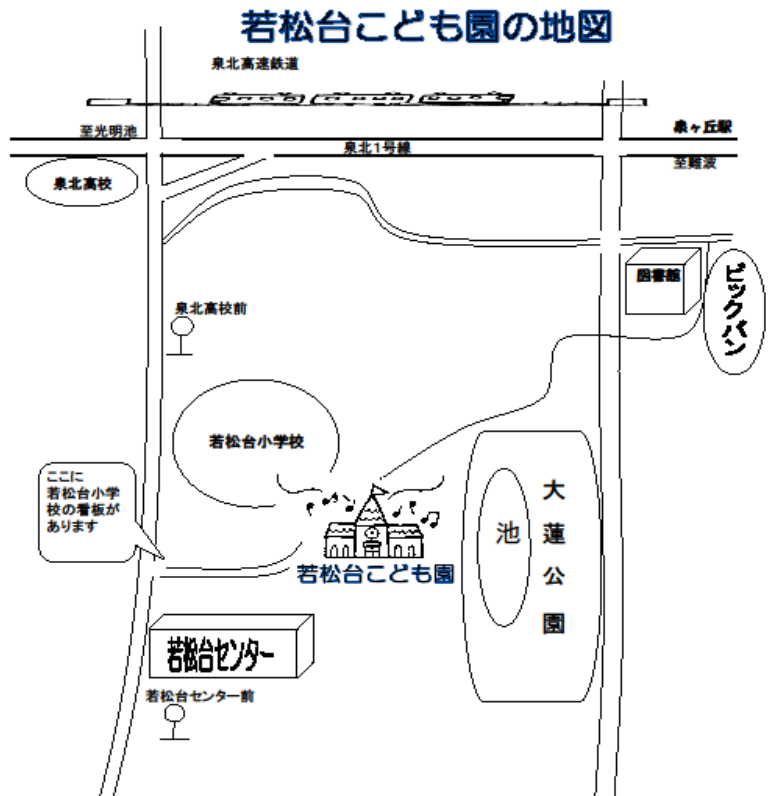 若松台こども園の地図
泉北高速鉄道
至光明池
泉ヶ丘駅
泉北1号線
至難波
泉北高校
図書館
ビックバン
泉北高校前
若松台小学校
ここに
若松台小学
校の看板が
あります
大蓮公園
池
若松台こども園
若松台センター
若松台センター前